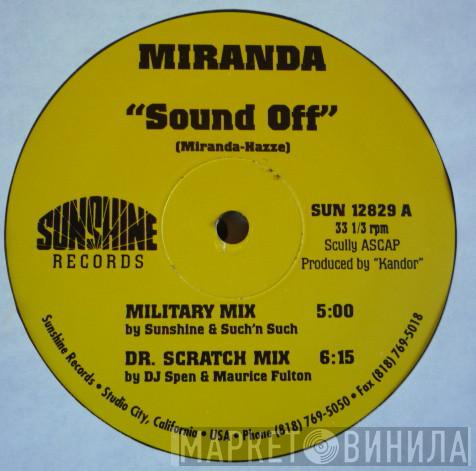 MIRANDA
"Sound Off"
(Miranda-Hazze)
SUNSHINE
RECORDS
SUN 12829 A
33 1/3 rpm
Scully ASCAP
Produced by "Kandor"
MILITARY MIX 5:00
by Sunshine & Such'n Such
DR. SCRATCH MIX 6:15
by DJ Spen & Maurice Fulton
Sunshine Records • Studio City, California • USA • Phone (818) 769-5050 • Fax (818) 769-5018
МАРКЕТ ВИНИЛА